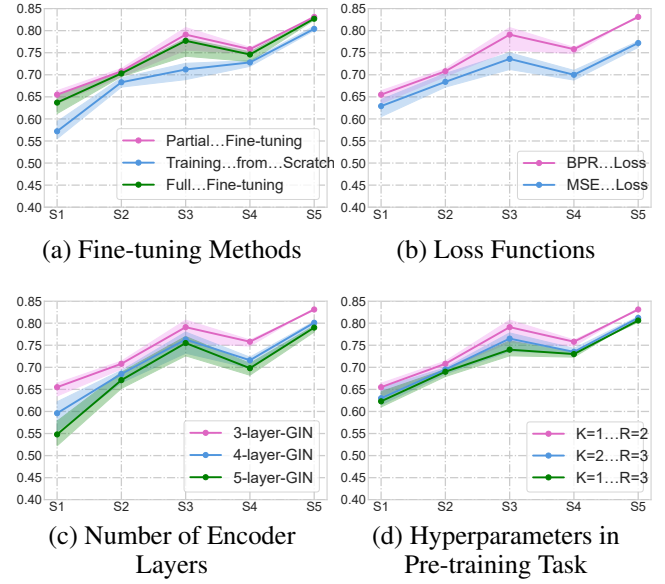 0.85
0.80
0.75
0.70
0.65
0.60
0.55
0.50
0.45
0.40
Partial...Fine-tuning
Training...from...Scratch
Full...Fine-tuning
S1 S2 S3 S4 S5
(a) Fine-tuning Methods
0.85
0.80
0.75
0.70
0.65
0.60
0.55
0.50
0.45
0.40
BPR...Loss
MSE...Loss
S1 S2 S3 S4 S5
(b) Loss Functions
0.85
0.80
0.75
0.70
0.65
0.60
0.55
0.50
0.45
0.40
3-layer-GIN
4-layer-GIN
5-layer-GIN
S1 S2 S3 S4 S5
(c) Number of Encoder
Layers
0.85
0.80
0.75
0.70
0.65
0.60
0.55
0.50
0.45
0.40
K=1...R=2
K=2...R=3
K=1...R=3
S1 S2 S3 S4 S5
(d) Hyperparameters in
Pre-training Task